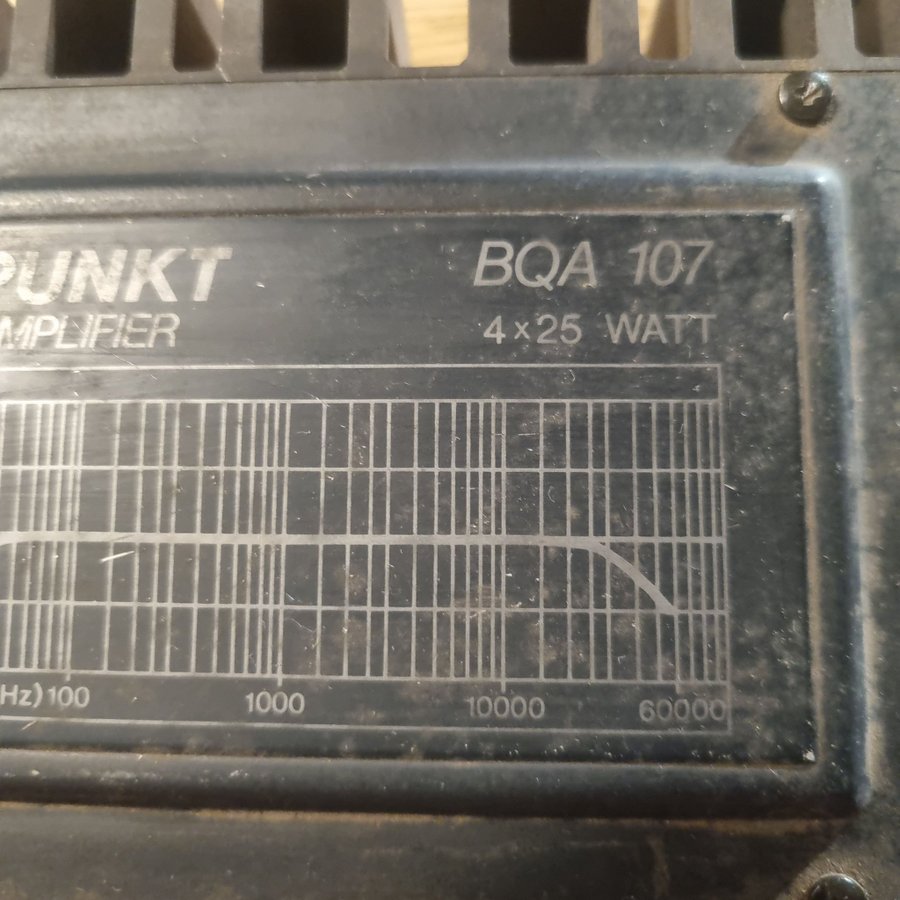 PUNKT BQA 107
MPLIFIER 4×25 WATT
Hz) 100 1000 10000 60000